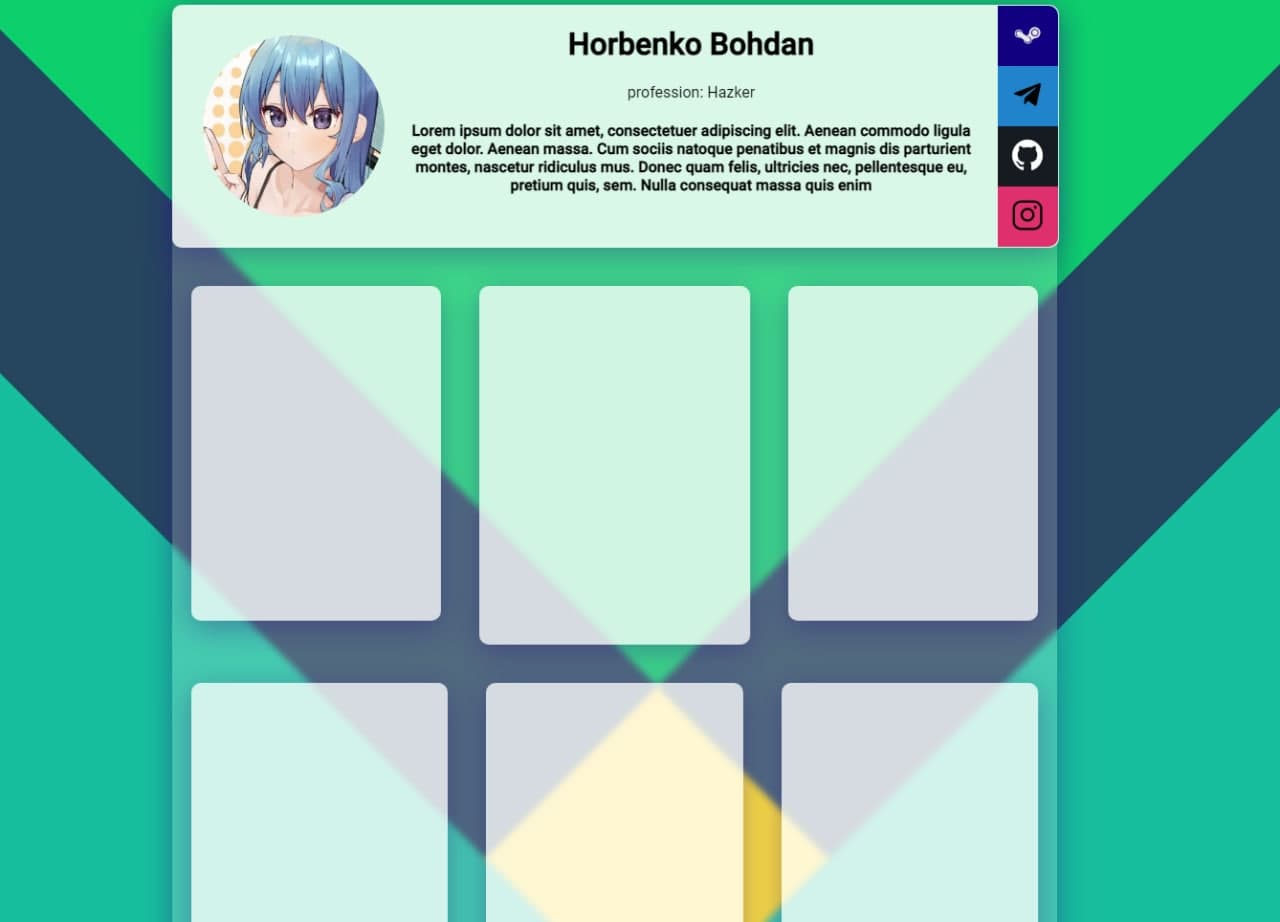 Horbenko Bohdan
profession: Hazker
Lorem ipsum dolor sit amet, consectetuer adipiscing elit. Aenean commodo ligula
eget dolor. Aenean massa. Cum sociis natoque penatibus et magnis dis parturient
montes, nascetur ridiculus mus. Donec quam felis, ultricies nec, pellentesque eu,
pretium quis, sem. Nulla consequat massa quis enim